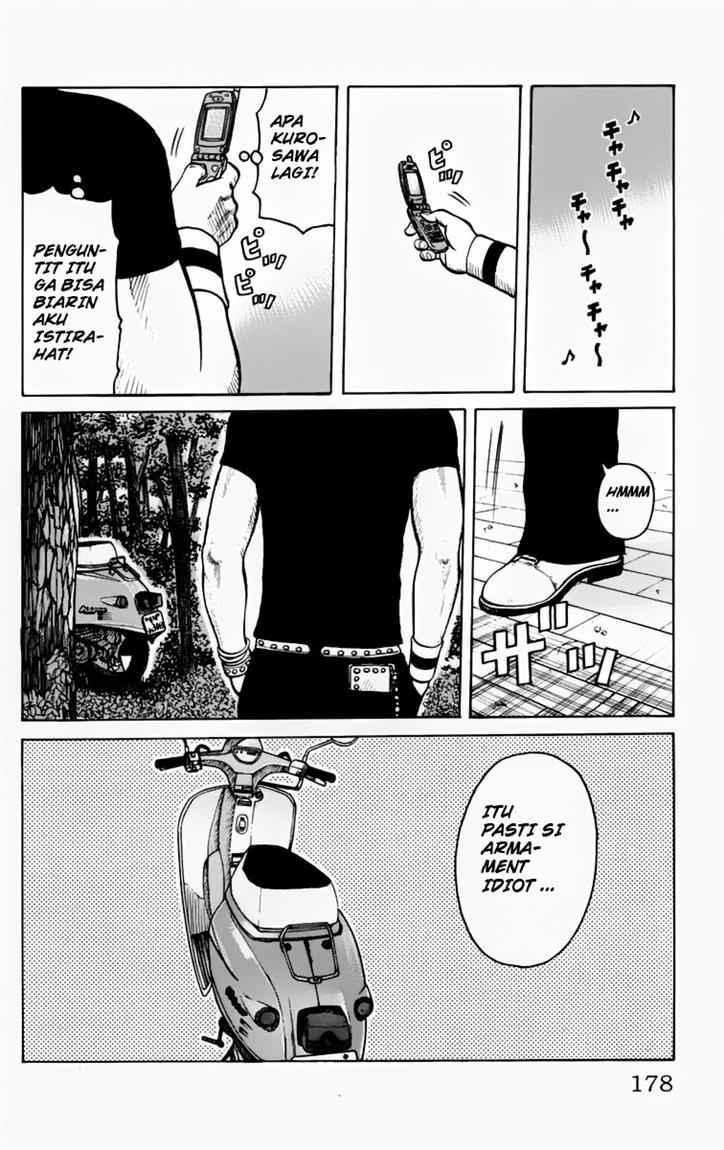 ♪
チャチャチャ
チャ〜チャチャ〜
♪
ピッ
APA
KURO-
SAWA
LAGI!
ピッ
ピッ
PENGUN-
TIT ITU
GA BISA
BIARIN
AKU
ISTIRA-
HAT!
HMMM
...
ザッ
ITU
PASTI SI
ARMA-
MENT
IDIOT ...
178